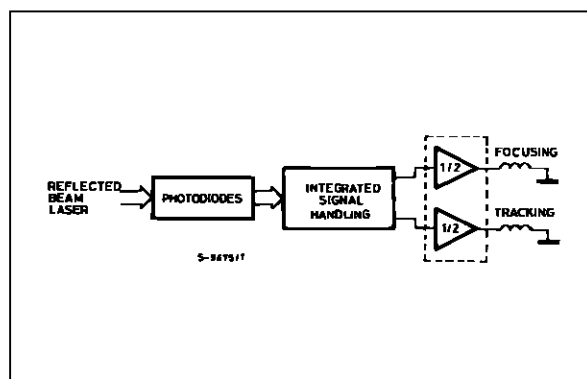 REFLECTED
BEAM
LASER
PHOTODIODES
INTEGRATED
SIGNAL
HANDLING
1/2
FOCUSING
1/2
TRACKING